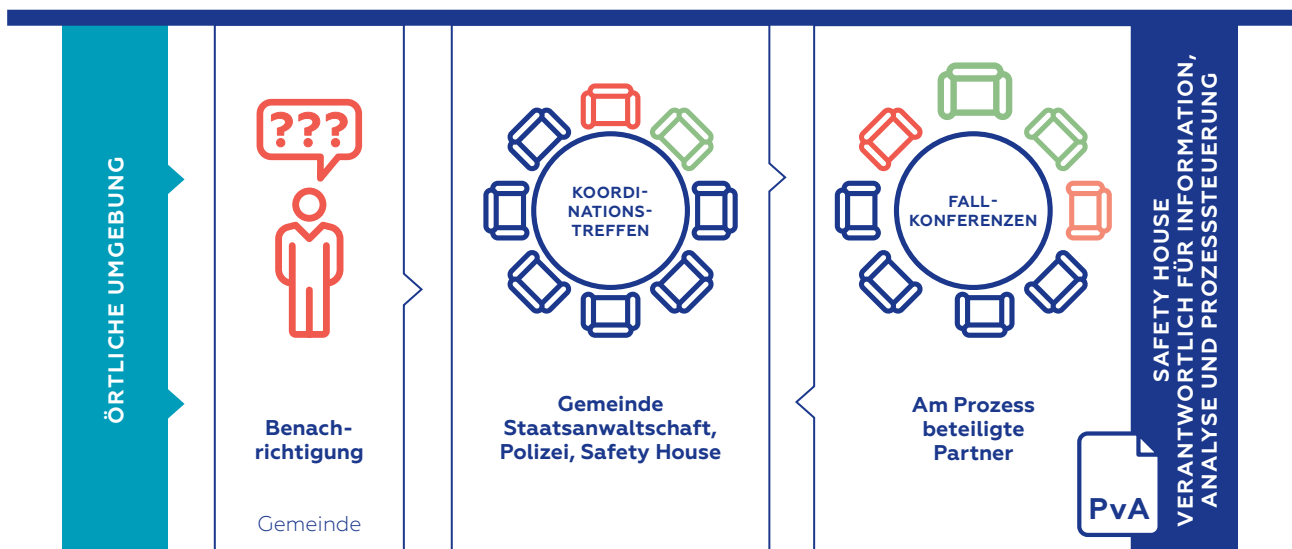 ÖRTLICHE UMGEBUNG
???
Benach-
richtigung
Gemeinde
KOORDI-
NATIONS-
TREFFEN
Gemeinde
Staatsanwaltschaft,
Polizei, Safety House
FALL-
KONFERENZEN
Am Prozess
beteiligte
Partner
PvA
SAFETY HOUSE
VERANTWORTLICH FÜR INFORMATION,
ANALYSE UND PROZESSSTEUERUNG